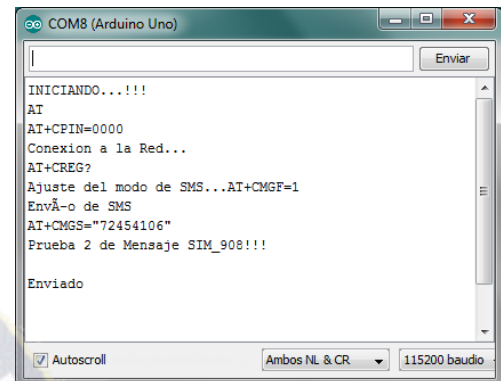 COM8 (Arduino Uno)
Enviar
INICIANDO...!!!
AT
AT+CPIN=0000
Conexion a la Red...
AT+CREG?
Ajuste del modo de SMS...AT+CMGF=1
EnvÃ-o de SMS
AT+CMGS="72454106"
Prueba 2 de Mensaje SIM_908!!!
Enviado
Autoscroll
Ambos NL & CR
115200 baudio